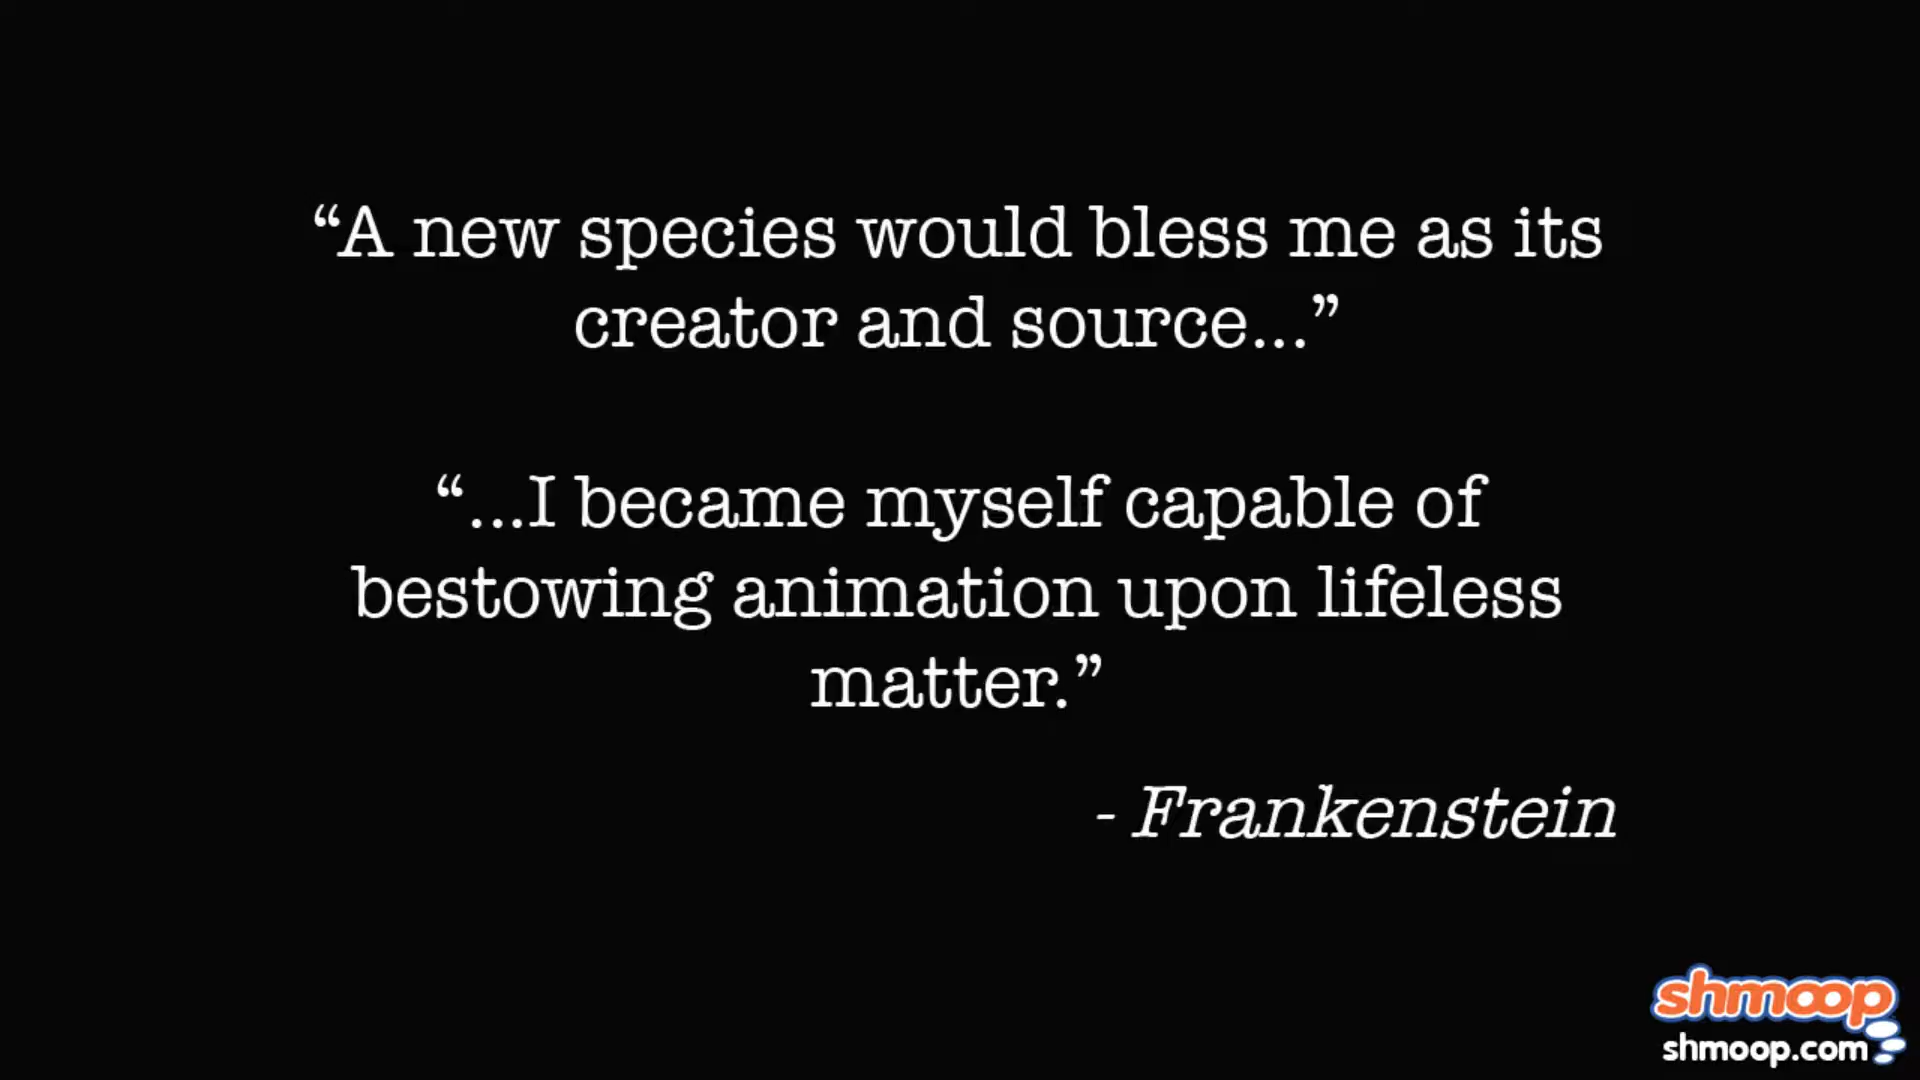 “A new species would bless me as its
creator and source...”
“...I became myself capable of
bestowing animation upon lifeless
matter.”
- Frankenstein
shmoop
shmoop.com